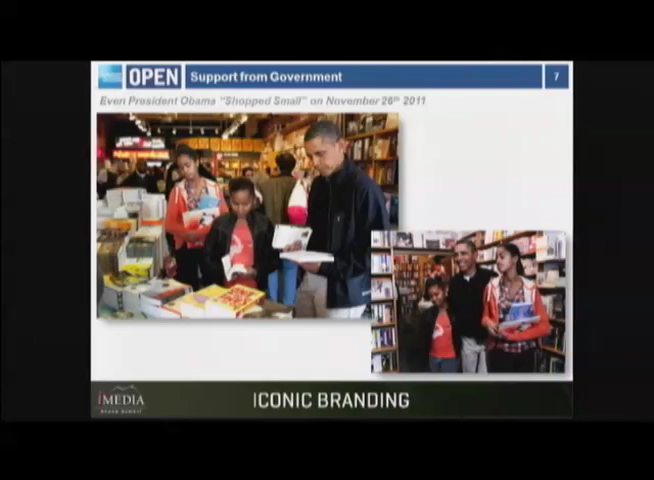 OPEN
Support from Government
7
Even President Obama "Shopped Small" on November 26th 2011
iMEDIA
ICONIC BRANDING